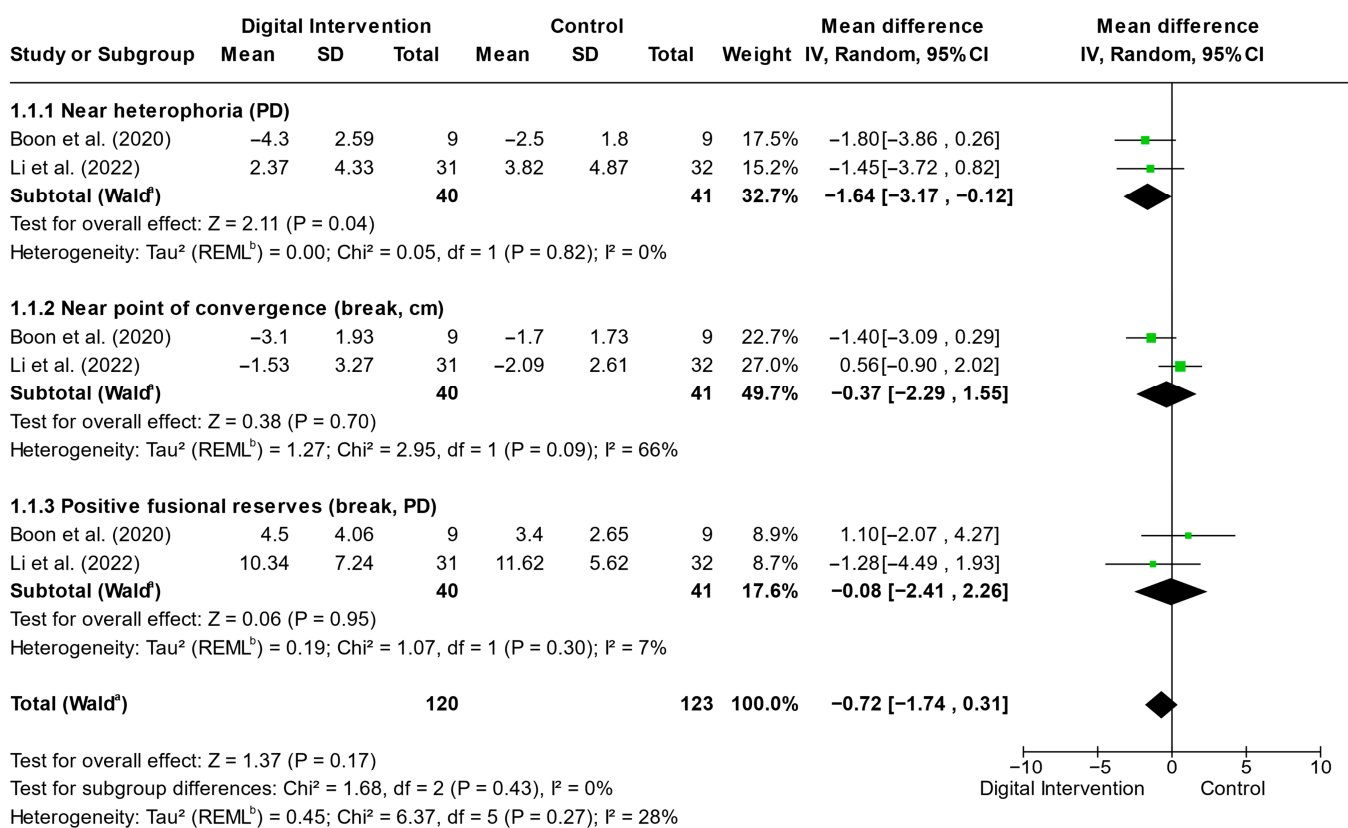 Digital Intervention Control Mean difference Mean difference
Study or Subgroup Mean SD Total Mean SD Total Weight IV, Random, 95% CI IV, Random, 95% CI
1.1.1 Near heterophoria (PD)
Boon et al. (2020) −4.3 2.59 9 −2.5 1.8 9 17.5% −1.80 [−3.86 , 0.26]
Li et al. (2022) 2.37 4.33 31 3.82 4.87 32 15.2% −1.45 [−3.72 , 0.82]
Subtotal (Waldª) 40 41 32.7% −1.64 [−3.17 , −0.12]
Test for overall effect: Z = 2.11 (P = 0.04)
Heterogeneity: Tau² (REMLᵇ) = 0.00; Chi² = 0.05, df = 1 (P = 0.82); I² = 0%
1.1.2 Near point of convergence (break, cm)
Boon et al. (2020) −3.1 1.93 9 −1.7 1.73 9 22.7% −1.40 [−3.09 , 0.29]
Li et al. (2022) −1.53 3.27 31 −2.09 2.61 32 27.0% 0.56 [−0.90 , 2.02]
Subtotal (Waldª) 40 41 49.7% −0.37 [−2.29 , 1.55]
Test for overall effect: Z = 0.38 (P = 0.70)
Heterogeneity: Tau² (REMLᵇ) = 1.27; Chi² = 2.95, df = 1 (P = 0.09); I² = 66%
1.1.3 Positive fusional reserves (break, PD)
Boon et al. (2020) 4.5 4.06 9 3.4 2.65 9 8.9% 1.10 [−2.07 , 4.27]
Li et al. (2022) 10.34 7.24 31 11.62 5.62 32 8.7% −1.28 [−4.49 , 1.93]
Subtotal (Waldª) 40 41 17.6% −0.08 [−2.41 , 2.26]
Test for overall effect: Z = 0.06 (P = 0.95)
Heterogeneity: Tau² (REMLᵇ) = 0.19; Chi² = 1.07, df = 1 (P = 0.30); I² = 7%
Total (Waldª) 120 123 100.0% −0.72 [−1.74 , 0.31]
Test for overall effect: Z = 1.37 (P = 0.17)
Test for subgroup differences: Chi² = 1.68, df = 2 (P = 0.43), I² = 0%
Heterogeneity: Tau² (REMLᵇ) = 0.45; Chi² = 6.37, df = 5 (P = 0.27); I² = 28%
−10 −5 0 5 10
Digital Intervention Control